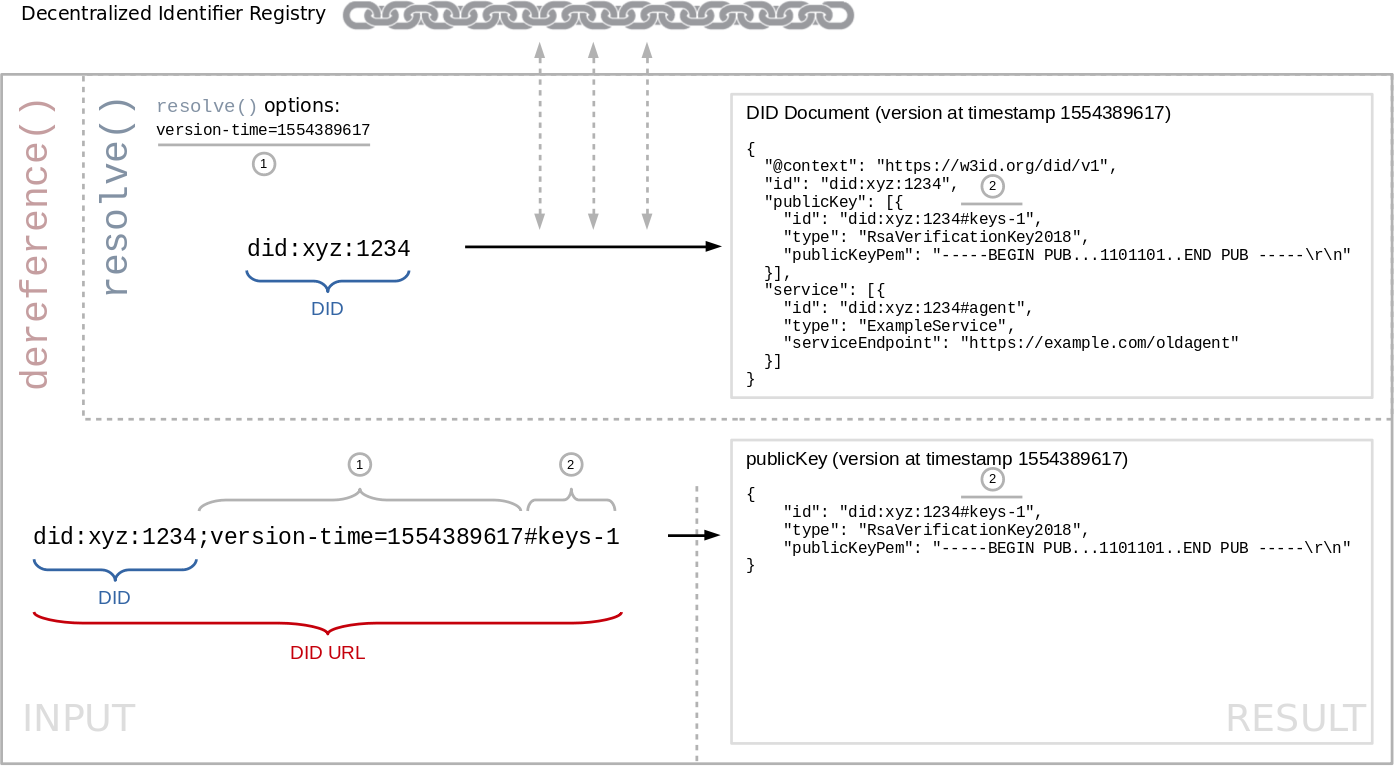 Decentralized Identifier Registry
dereference()
resolve()
resolve() options:
version-time=1554389617
1
did:xyz:1234
DID
DID Document (version at timestamp 1554389617)
{
  "@context": "https://w3id.org/did/v1",
  "id": "did:xyz:1234",
2
  "publicKey": [{
    "id": "did:xyz:1234#keys-1",
    "type": "RsaVerificationKey2018",
    "publicKeyPem": "-----BEGIN PUB...1101101..END PUB -----\r\n"
  }],
  "service": [{
    "id": "did:xyz:1234#agent",
    "type": "ExampleService",
    "serviceEndpoint": "https://example.com/oldagent"
  }]
}
1
2
did:xyz:1234;version-time=1554389617#keys-1
DID
DID URL
publicKey (version at timestamp 1554389617)
2
{
    "id": "did:xyz:1234#keys-1",
    "type": "RsaVerificationKey2018",
    "publicKeyPem": "-----BEGIN PUB...1101101..END PUB -----\r\n"
}
INPUT
RESULT